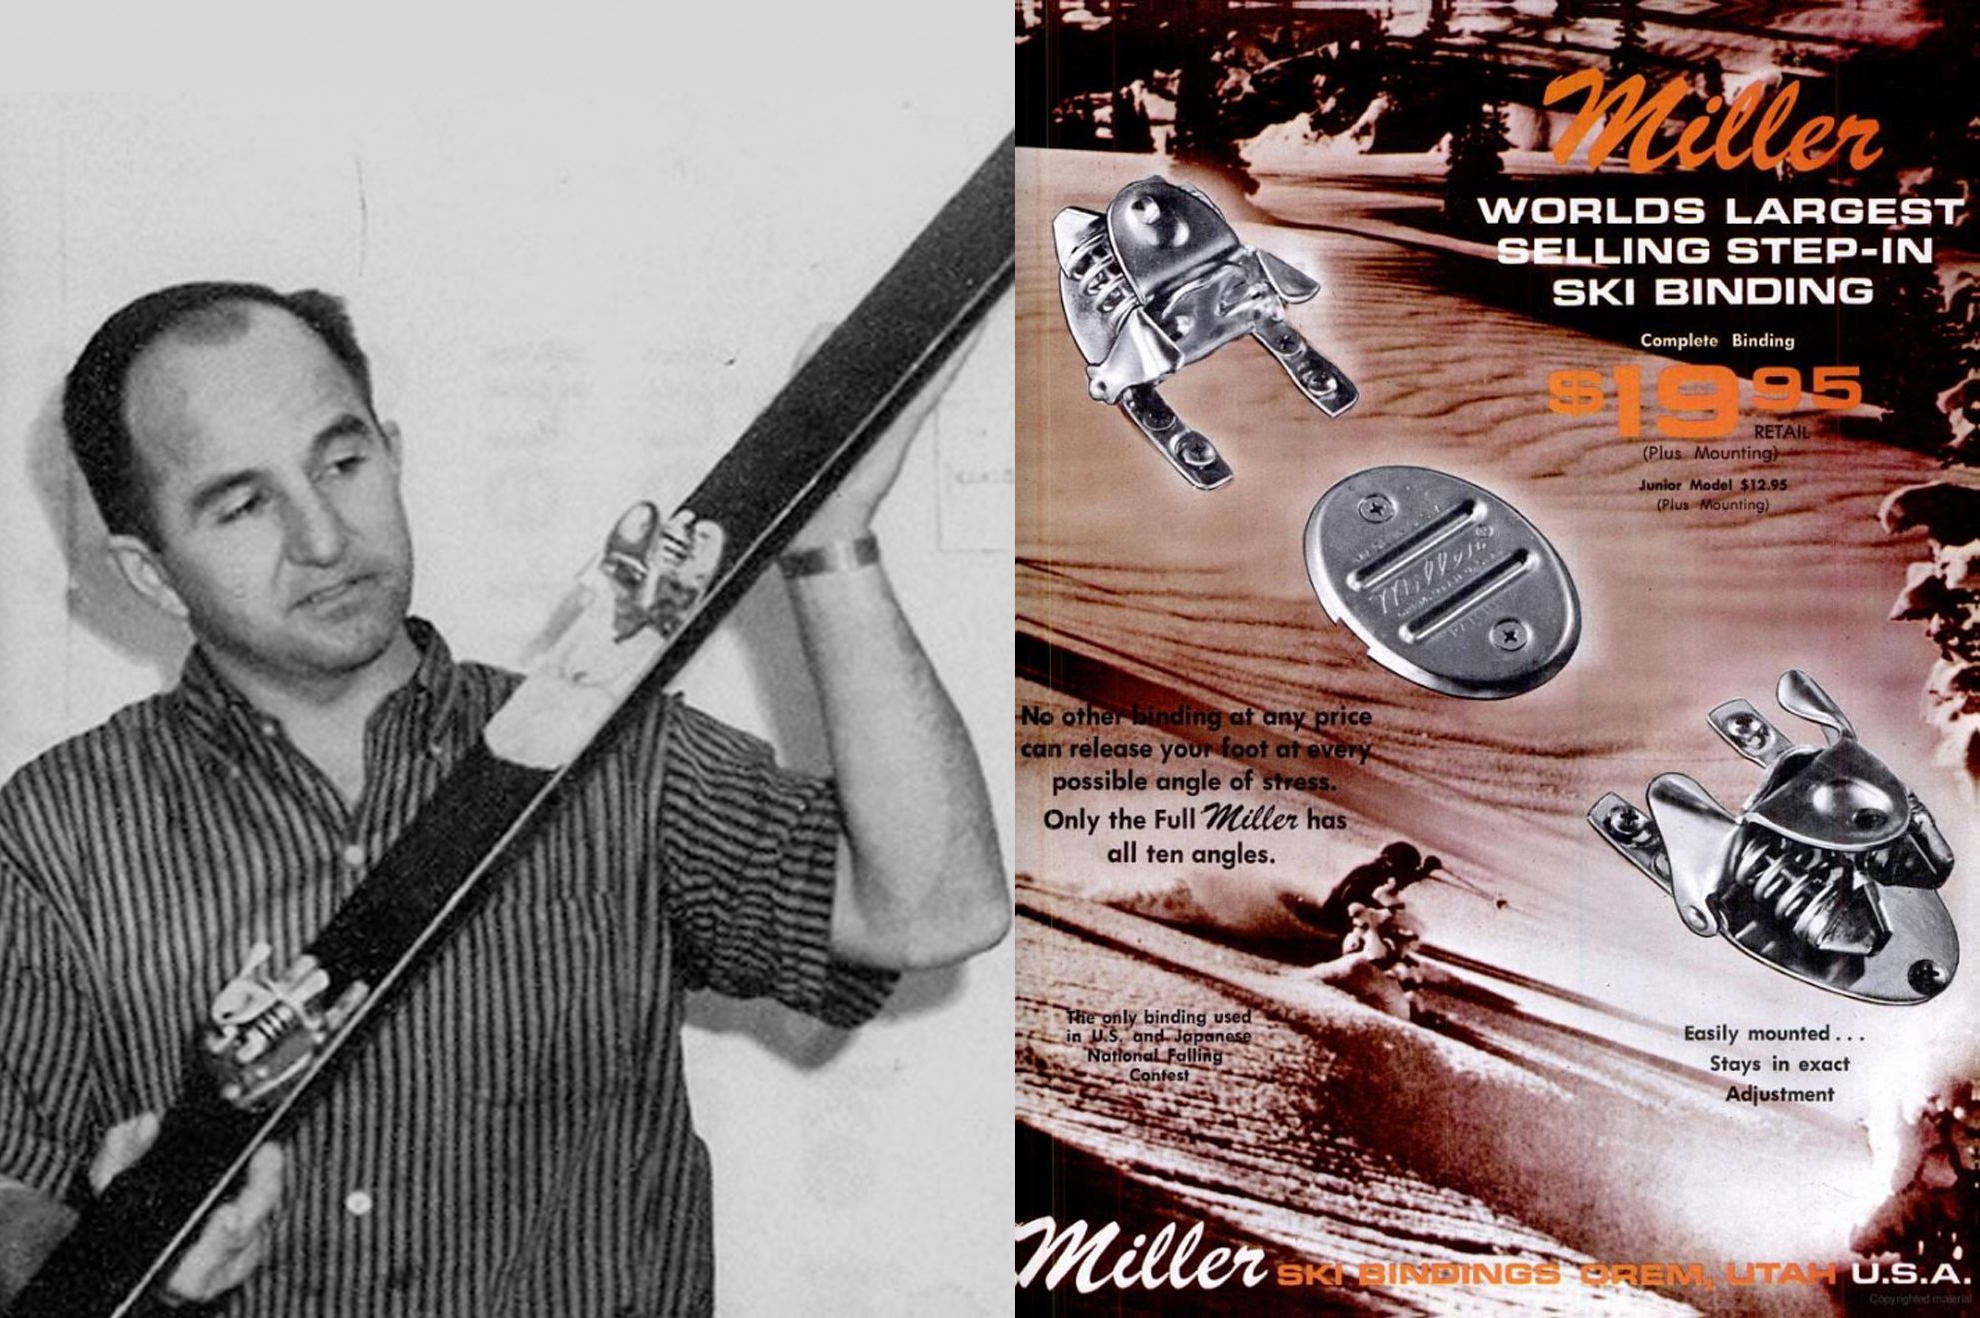 Miller
WORLDS LARGEST
SELLING STEP-IN
SKI BINDING
Complete Binding
$19 95
RETAIL
(Plus Mounting)
Junior Model $12.95
(Plus Mounting)
Miller
No other binding at any price
can release your foot at every
possible angle of stress.
Only the Full Miller has
all ten angles.
The only binding used
in U.S. and Japanese
National Falling
Contest
Easily mounted...
Stays in exact
Adjustment
Miller SKI BINDINGS OREM, UTAH U.S.A.
Copyrighted material